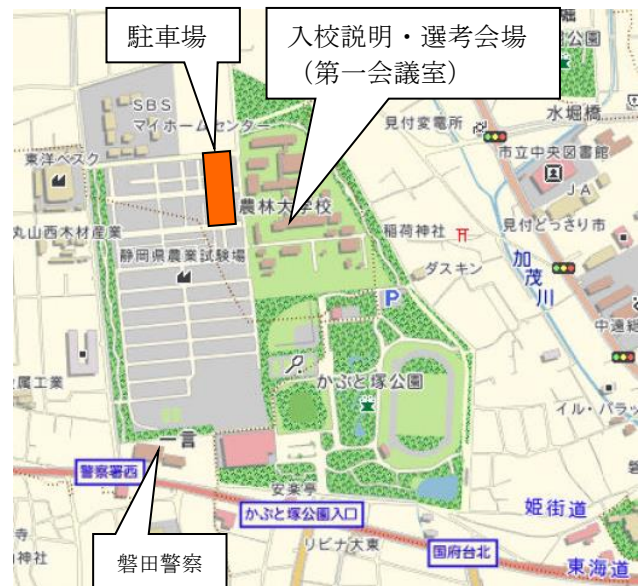 駐車場
入校説明・選考会場
（第一会議室）
公園
水堀橋
SBS
マイホームセンター
見付変電所
市立中央図書館
東洋ベスク
JA
農林大学校
見付どっさり市
丸山西木材産業
稲荷神社
静岡県農業試験場
ダスキン
加茂川
P
中遠総
かぶと塚公園
属工業
イル・パラッ
一言
磐
警察署西
安楽亭
かぶと塚公園入口
姫街道
リビナ大東
国府台北
寺
神社
磐田警察
東海道